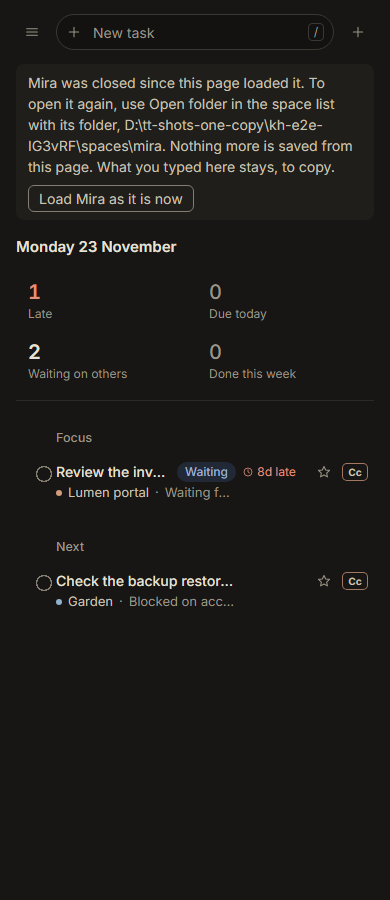 New task /
Mira was closed since this page loaded it. To
open it again, use Open folder in the space list
with its folder, D:\tt-shots-one-copy\kh-e2e-
IG3vRF\spaces\mira. Nothing more is saved from
this page. What you typed here stays, to copy.
Load Mira as it is now
Monday 23 November
1 0
Late Due today
2 0
Waiting on others Done this week
Focus
Review the inv... Waiting 8d late Cc
Lumen portal · Waiting f...
Next
Check the backup restor... Cc
Garden · Blocked on acc...